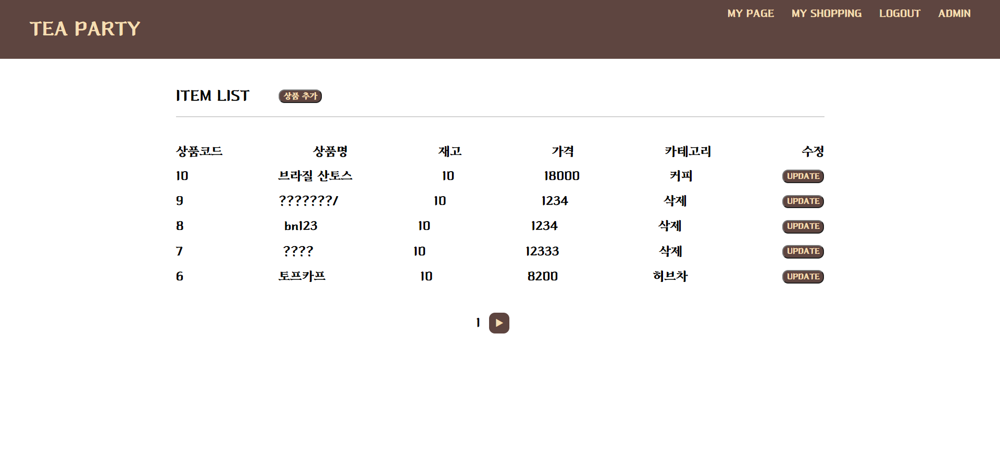 TEA PARTY
MY PAGE MY SHOPPING LOGOUT ADMIN
ITEM LIST 상품 추가
상품코드 상품명 재고 가격 카테고리 수정
10 브라질 산토스 10 18000 커피 UPDATE
9 ???????/ 10 1234 삭제 UPDATE
8 bn123 10 1234 삭제 UPDATE
7 ???? 10 12333 삭제 UPDATE
6 토프카프 10 8200 허브차 UPDATE
1 ▶